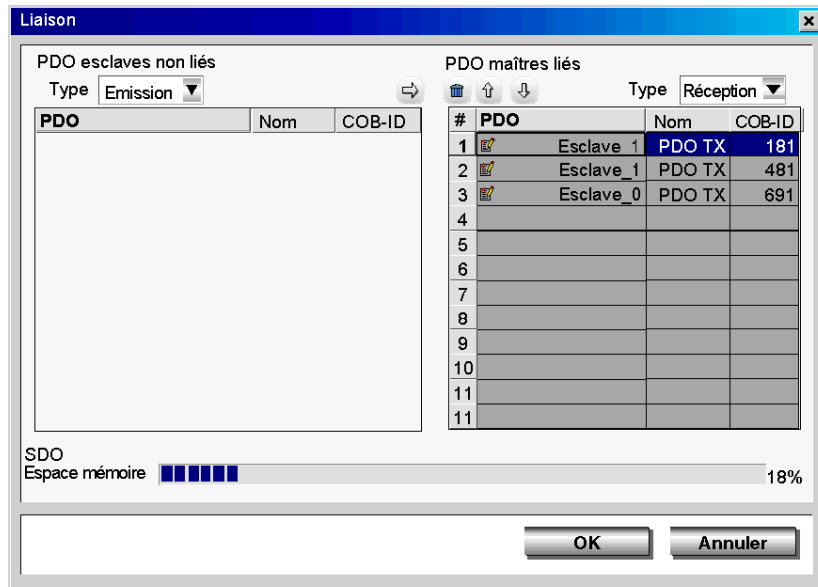 Liaison
PDO esclaves non liés
Type Emission
PDO Nom COB-ID
PDO maîtres liés
Type Réception
# PDO Nom COB-ID
1 Esclave_1 PDO TX 181
2 Esclave_1 PDO TX 481
3 Esclave_0 PDO TX 691
4
5
6
7
8
9
10
11
11
SDO
Espace mémoire 18%
OK Annuler